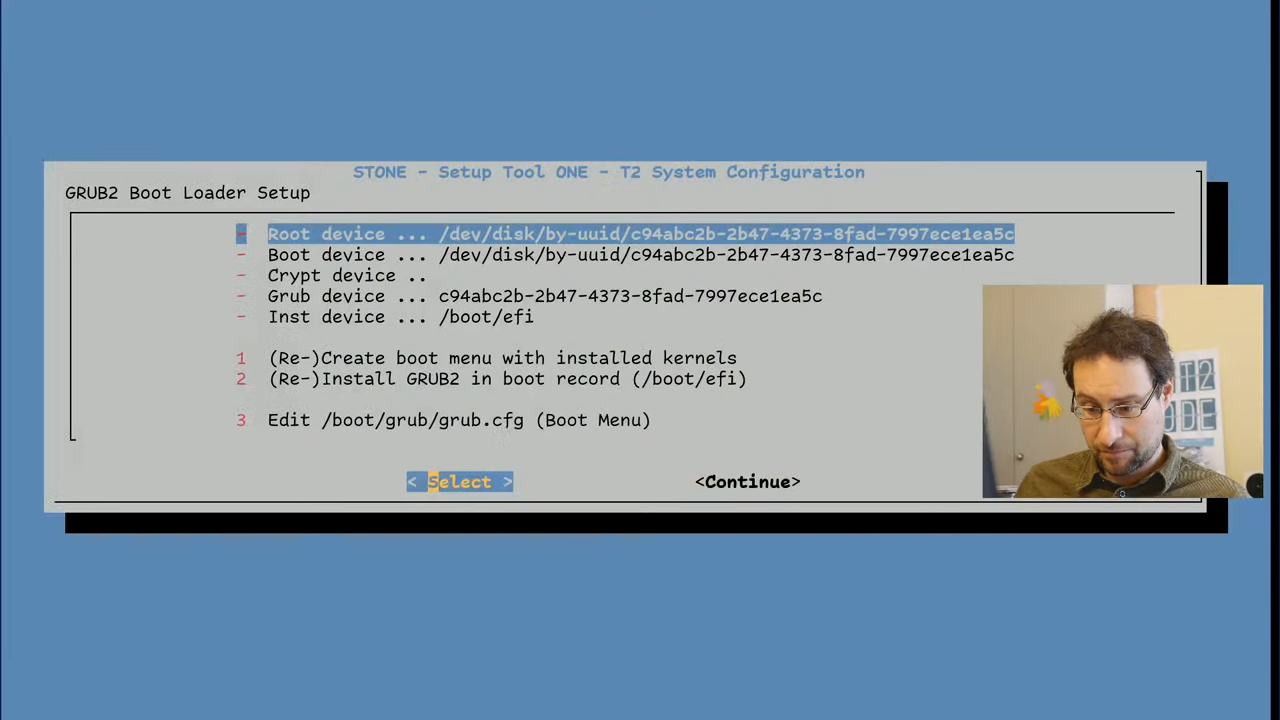 STONE - Setup Tool ONE - T2 System Configuration
GRUB2 Boot Loader Setup
- Root device ... /dev/disk/by-uuid/c94abc2b-2b47-4373-8fad-7997ece1ea5c
- Boot device ... /dev/disk/by-uuid/c94abc2b-2b47-4373-8fad-7997ece1ea5c
- Crypt device ..
- Grub device ... c94abc2b-2b47-4373-8fad-7997ece1ea5c
- Inst device ... /boot/efi
1 (Re-)Create boot menu with installed kernels
2 (Re-)Install GRUB2 in boot record (/boot/efi)
3 Edit /boot/grub/grub.cfg (Boot Menu)
< Select > <Continue>
T2
ODE